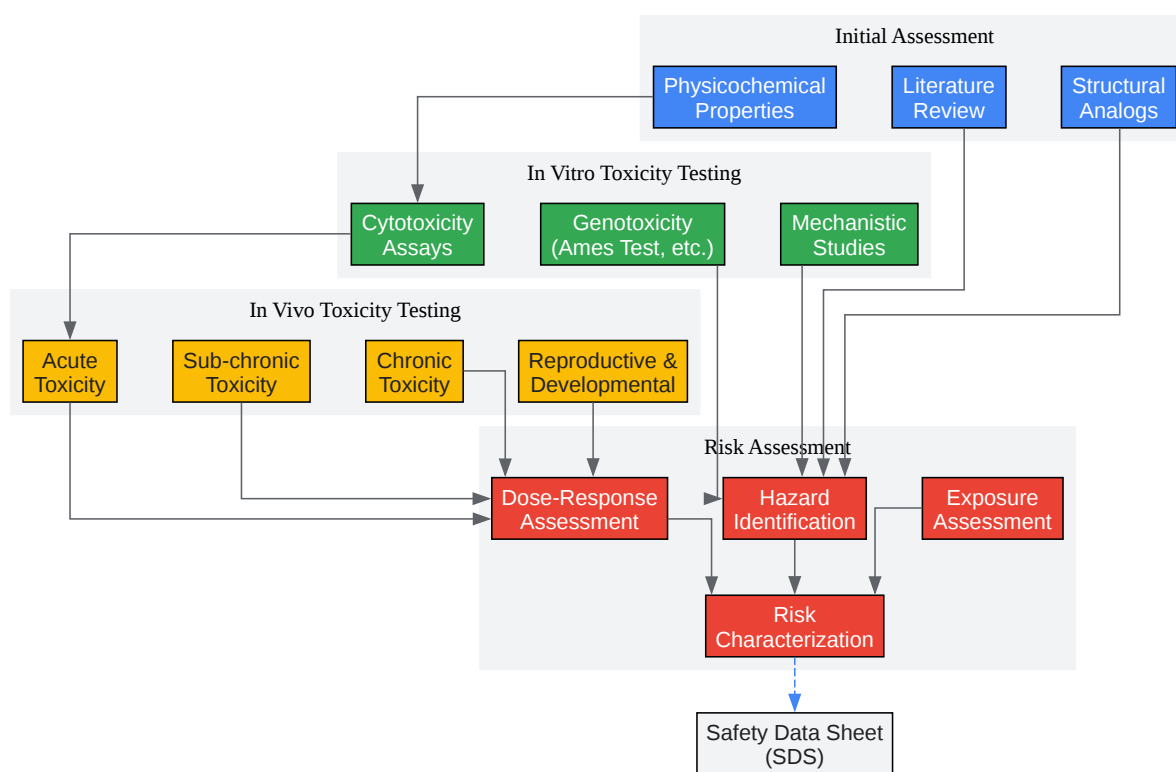 Initial Assessment
Physicochemical
Properties
Literature
Review
Structural
Analogs
In Vitro Toxicity Testing
Cytotoxicity
Assays
Genotoxicity
(Ames Test, etc.)
Mechanistic
Studies
In Vivo Toxicity Testing
Acute
Toxicity
Sub-chronic
Toxicity
Chronic
Toxicity
Reproductive &
Developmental
Risk Assessment
Dose-Response
Assessment
Hazard
Identification
Exposure
Assessment
Risk
Characterization
Safety Data Sheet
(SDS)